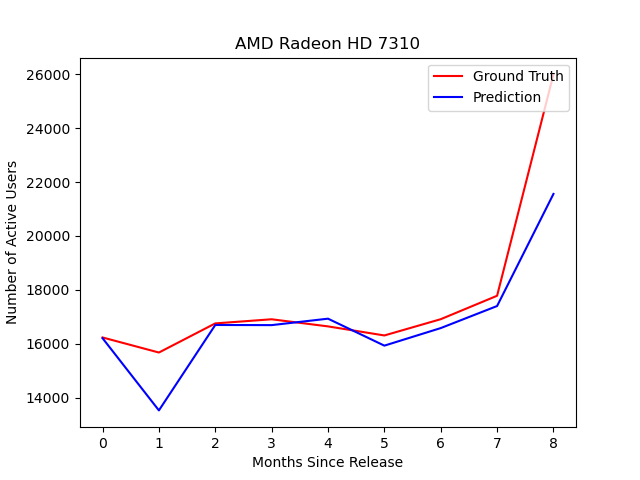 AMD Radeon HD 7310
Ground Truth
Prediction
Number of Active Users
26000
24000
22000
20000
18000
16000
14000
0 1 2 3 4 5 6 7 8
Months Since Release